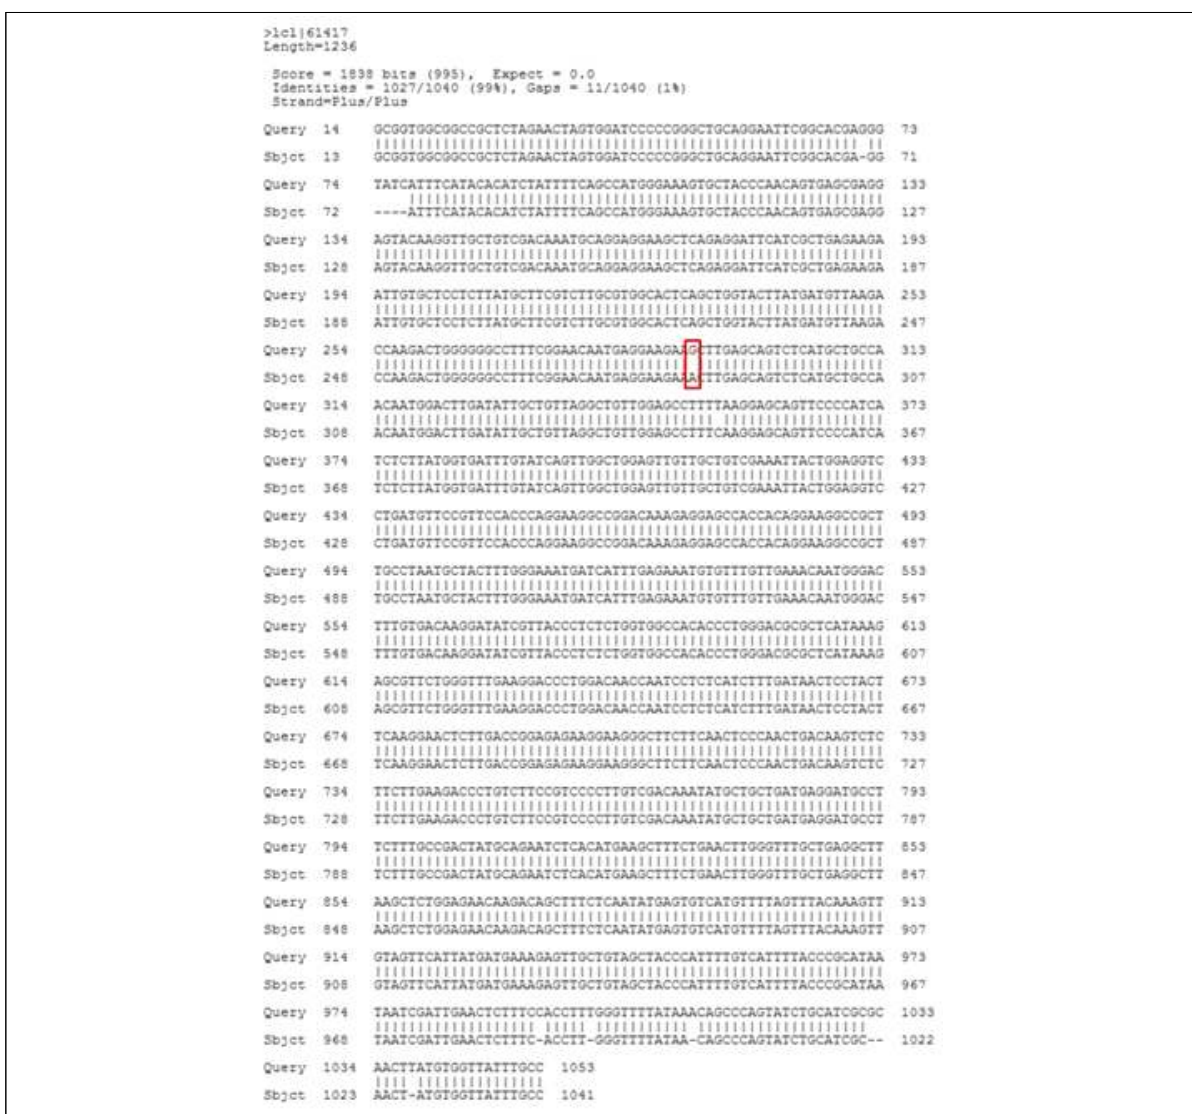 >lcl|61417
Length=1236
Score = 1838 bits (995), Expect = 0.0
Identities = 1027/1040 (99%), Gaps = 11/1040 (1%)
Strand=Plus/Plus
Query 14 GCGGTGGCGGCCGCTCTAGAACTAGTGGATCCCCCGGGCTGCAGGAATTCGGCACGAGGG 73
Sbjct 13 GCGGTGGCGGCCGCTCTAGAACTAGTGGATCCCCCGGGCTGCAGGAATTCGGCACGA-GG 71
Query 74 TATCATTTCATACACATCTATTTTCAGCCATGGGAAAGTGCTACCCAACAGTGAGCGAGG 133
Sbjct 72 ----ATTTCATACACATCTATTTTCAGCCATGGGAAAGTGCTACCCAACAGTGAGCGAGG 127
Query 134 AGTACAAGGTTGCTGTCGACAAATGCAGGAGGAAGCTCAGAGGATTCATCGCTGAGAAGA 193
Sbjct 128 AGTACAAGGTTGCTGTCGACAAATGCAGGAGGAAGCTCAGAGGATTCATCGCTGAGAAGA 187
Query 194 ATTGTGCTCCTCTTATGCTTCGTCTTGCGTGGCACTCAGCTGGTACTTATGATGTTAAGA 253
Sbjct 188 ATTGTGCTCCTCTTATGCTTCGTCTTGCGTGGCACTCAGCTGGTACTTATGATGTTAAGA 247
Query 254 CCAAGACTGGGGGGCCTTTCGGAACAATGAGGAAGAAGCTTGAGCAGTCTCATGCTGCCA 313
Sbjct 248 CCAAGACTGGGGGGCCTTTCGGAACAATGAGGAAGAAACTTGAGCAGTCTCATGCTGCCA 307
Query 314 ACAATGGACTTGATATTGCTGTTAGGCTGTTGGAGCCTTTTAAGGAGCAGTTCCCCATCA 373
Sbjct 308 ACAATGGACTTGATATTGCTGTTAGGCTGTTGGAGCCTTTCAAGGAGCAGTTCCCCATCA 367
Query 374 TCTCTTATGGTGATTTGTATCAGTTGGCTGGAGTTGTTGCTGTCGAAATTACTGGAGGTC 433
Sbjct 368 TCTCTTATGGTGATTTGTATCAGTTGGCTGGAGTTGTTGCTGTCGAAATTACTGGAGGTC 427
Query 434 CTGATGTTCCGTTCCACCCAGGAAGGCCGGACAAAGAGGAGCCACCACAGGAAGGCCGCT 493
Sbjct 428 CTGATGTTCCGTTCCACCCAGGAAGGCCGGACAAAGAGGAGCCACCACAGGAAGGCCGCT 487
Query 494 TGCCTAATGCTACTTTGGGAAATGATCATTTGAGAAATGTGTTTGTTGAAACAATGGGAC 553
Sbjct 488 TGCCTAATGCTACTTTGGGAAATGATCATTTGAGAAATGTGTTTGTTGAAACAATGGGAC 547
Query 554 TTTGTGACAAGGATATCGTTACCCTCTCTGGTGGCCACACCCTGGGACGCGCTCATAAAG 613
Sbjct 548 TTTGTGACAAGGATATCGTTACCCTCTCTGGTGGCCACACCCTGGGACGCGCTCATAAAG 607
Query 614 AGCGTTCTGGGTTTGAAGGACCCTGGACAACCAATCCTCTCATCTTTGATAACTCCTACT 673
Sbjct 608 AGCGTTCTGGGTTTGAAGGACCCTGGACAACCAATCCTCTCATCTTTGATAACTCCTACT 667
Query 674 TCAAGGAACTCTTGACCGGAGAGAAGGAAGGGCTTCTTCAACTCCCAACTGACAAGTCTC 733
Sbjct 668 TCAAGGAACTCTTGACCGGAGAGAAGGAAGGGCTTCTTCAACTCCCAACTGACAAGTCTC 727
Query 734 TTCTTGAAGACCCTGTCTTCCGTCCCCTTGTCGACAAATATGCTGCTGATGAGGATGCCT 793
Sbjct 728 TTCTTGAAGACCCTGTCTTCCGTCCCCTTGTCGACAAATATGCTGCTGATGAGGATGCCT 787
Query 794 TCTTTGCCGACTATGCAGAATCTCACATGAAGCTTTCTGAACTTGGGTTTGCTGAGGCTT 853
Sbjct 788 TCTTTGCCGACTATGCAGAATCTCACATGAAGCTTTCTGAACTTGGGTTTGCTGAGGCTT 847
Query 854 AAGCTCTGGAGAACAAGACAGCTTTCTCAATATGAGTGTCATGTTTTAGTTTACAAAGTT 913
Sbjct 848 AAGCTCTGGAGAACAAGACAGCTTTCTCAATATGAGTGTCATGTTTTAGTTTACAAAGTT 907
Query 914 GTAGTTCATTATGATGAAAGAGTTGCTGTAGCTACCCATTTTGTCATTTTACCCGCATAA 973
Sbjct 908 GTAGTTCATTATGATGAAAGAGTTGCTGTAGCTACCCATTTTGTCATTTTACCCGCATAA 967
Query 974 TAATCGATTGAACTCTTTCCACCTTTGGGTTTTATAAACAGCCCAGTATCTGCATCGCGC 1033
Sbjct 968 TAATCGATTGAACTCTTTC-ACCTT-GGGTTTTATAA-CAGCCCAGTATCTGCATCGC-- 1022
Query 1034 AACTTATGTGGTTATTTGCC 1053
Sbjct 1023 AACT-ATGTGGTTATTTGCC 1041